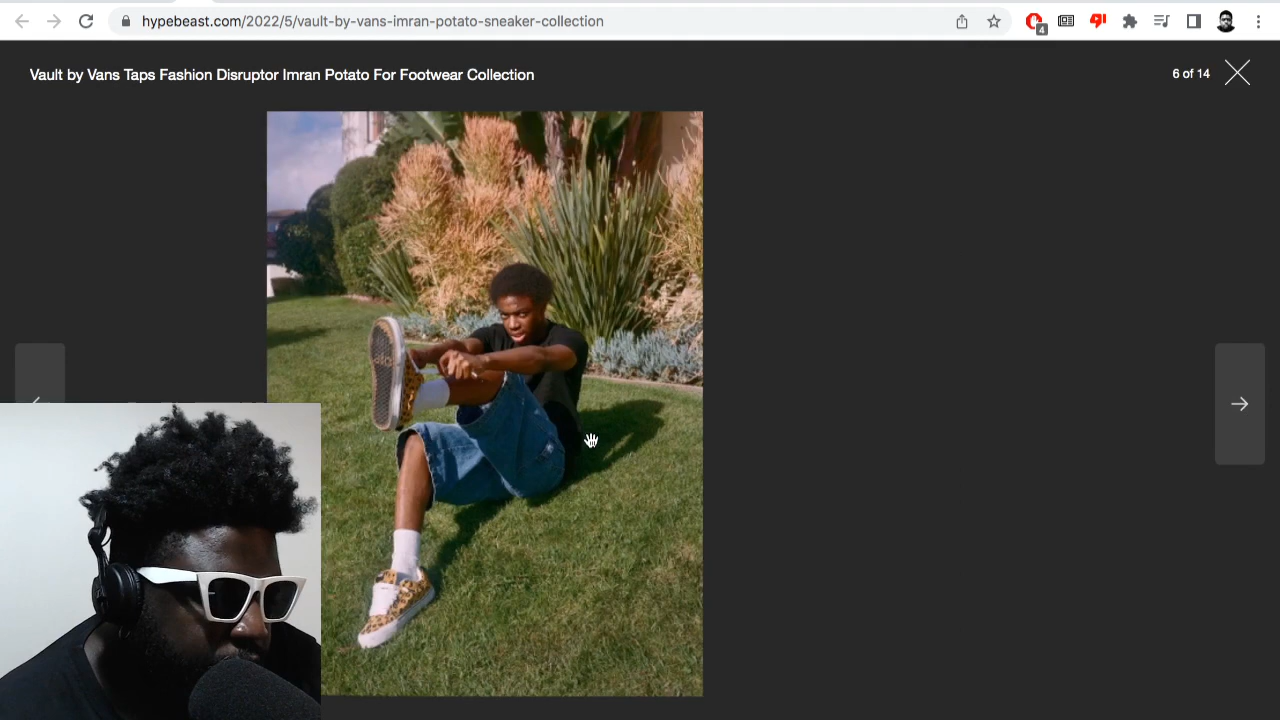 hypebeast.com/2022/5/vault-by-vans-imran-potato-sneaker-collection
4
Vault by Vans Taps Fashion Disruptor Imran Potato For Footwear Collection
6 of 14